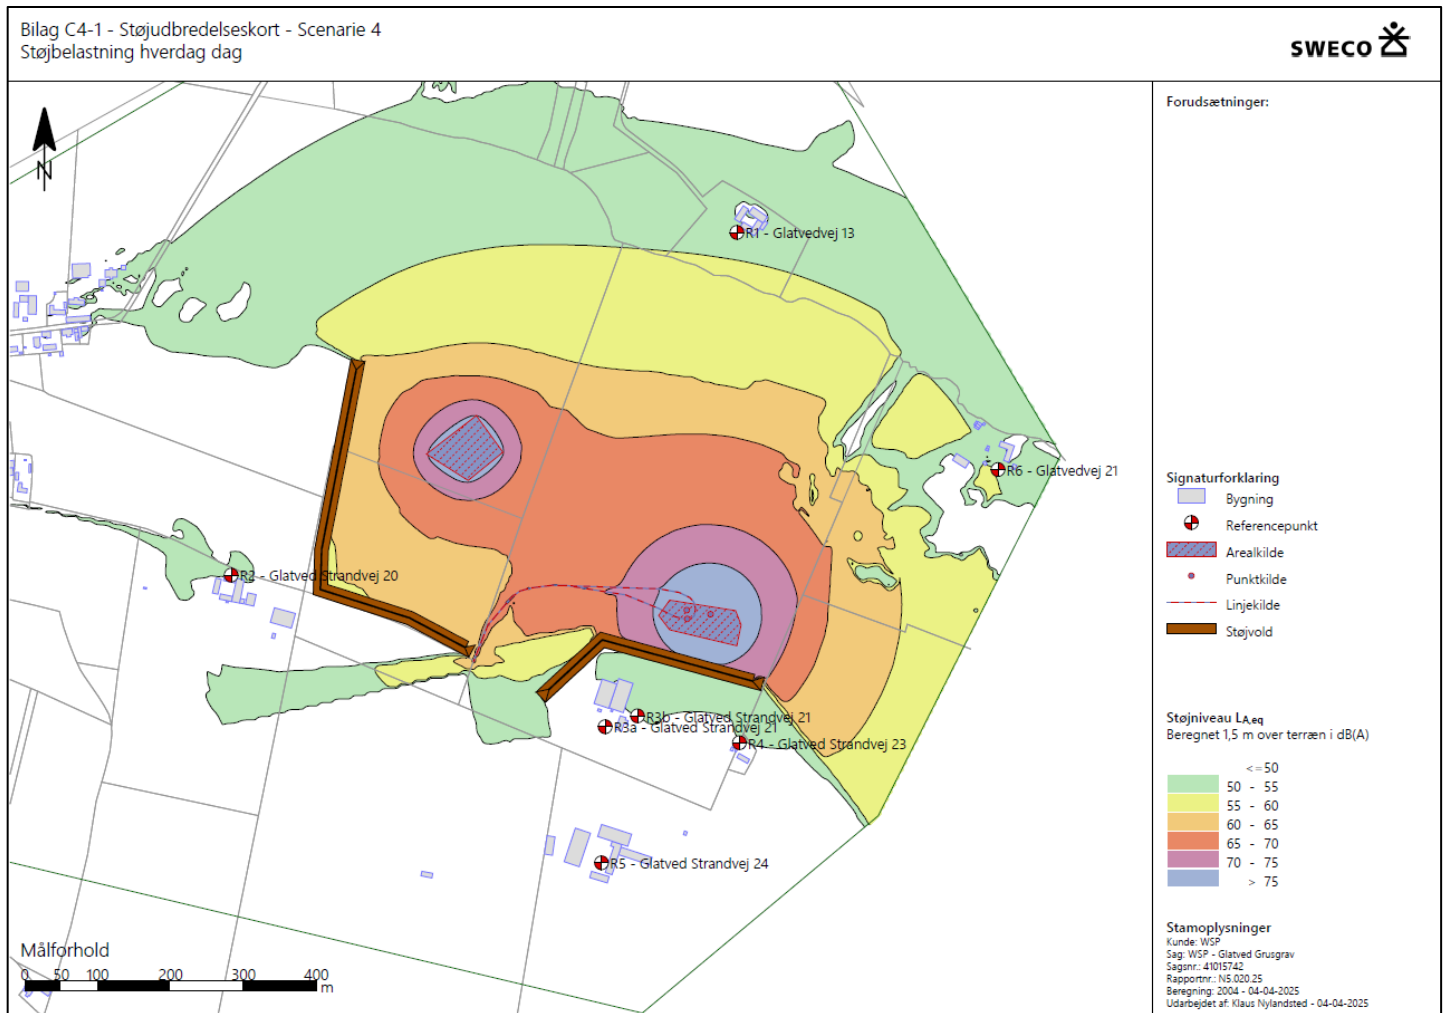 Bilag C4-1 - Støjudbredelseskort - Scenarie 4
Støjbelastning hverdag dag
SWECO
N
R1 - Glatvedvej 13
R6 - Glatvedvej 21
R2 - Glatved Strandvej 20
R3b - Glatved Strandvej 21
R3a - Glatved Strandvej 21
R4 - Glatved Strandvej 23
R5 - Glatved Strandvej 24
Målforhold
0 50 100 200 300 400
m
Forudsætninger:
Signaturforklaring
Bygning
Referencepunkt
Arealkilde
Punktkilde
Linjekilde
Støjvold
Støjniveau LA,eq
Beregnet 1,5 m over terræn i dB(A)
<=50
50 - 55
55 - 60
60 - 65
65 - 70
70 - 75
> 75
Stamoplysninger
Kunde: WSP
Sag: WSP - Glatved Grusgrav
Sagsnr.: 41015742
Rapportnr.: N5.020.25
Beregning: 2004 - 04-04-2025
Udarbejdet af: Klaus Nylandsted - 04-04-2025